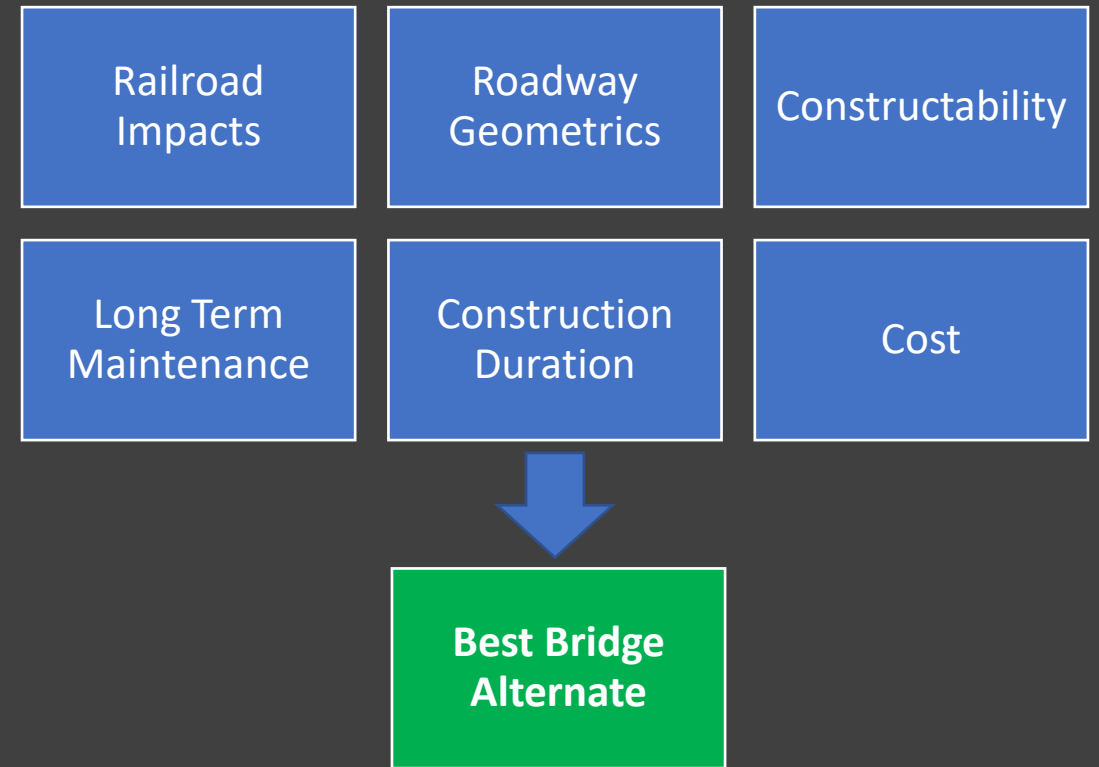 Railroad
Impacts
Roadway
Geometrics
Constructability
Long Term
Maintenance
Construction
Duration
Cost
Best Bridge
Alternate